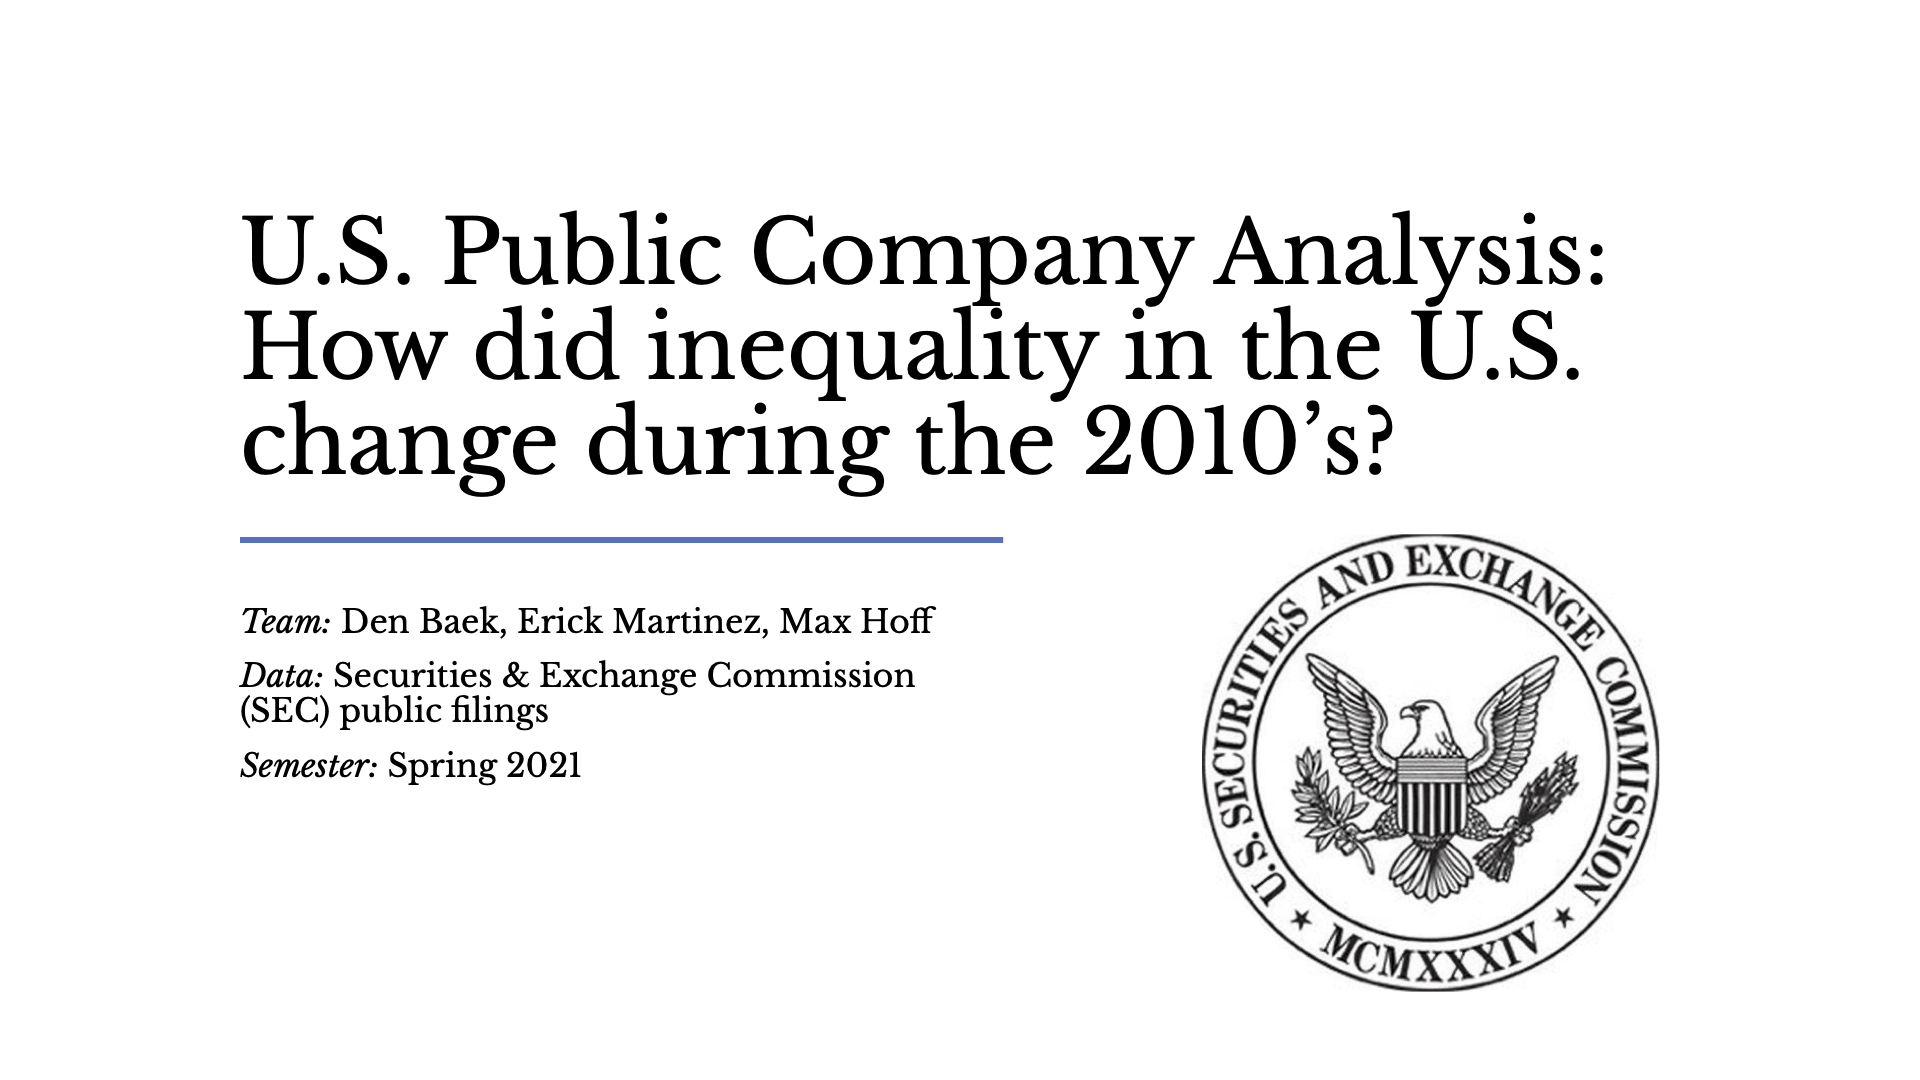 U.S. Public Company Analysis:
How did inequality in the U.S.
change during the 2010’s?
Team: Den Baek, Erick Martinez, Max Hoff
Data: Securities & Exchange Commission
(SEC) public filings
Semester: Spring 2021
U.S. SECURITIES AND EXCHANGE COMMISSION
MCMXXXIV